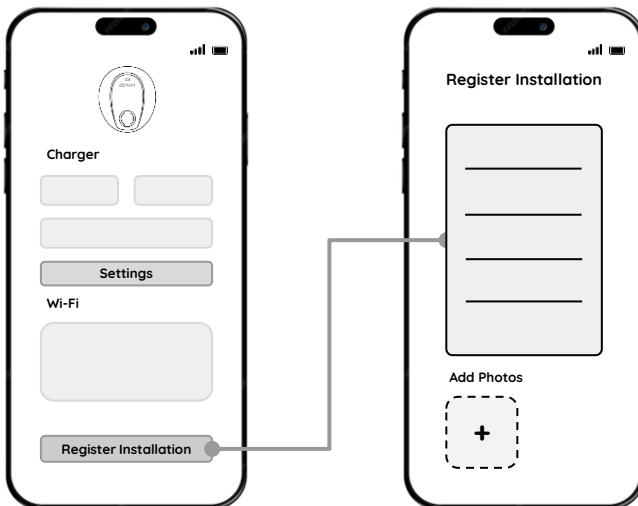 Charger
Settings
Wi-Fi
Register Installation
Register Installation
Add Photos
+